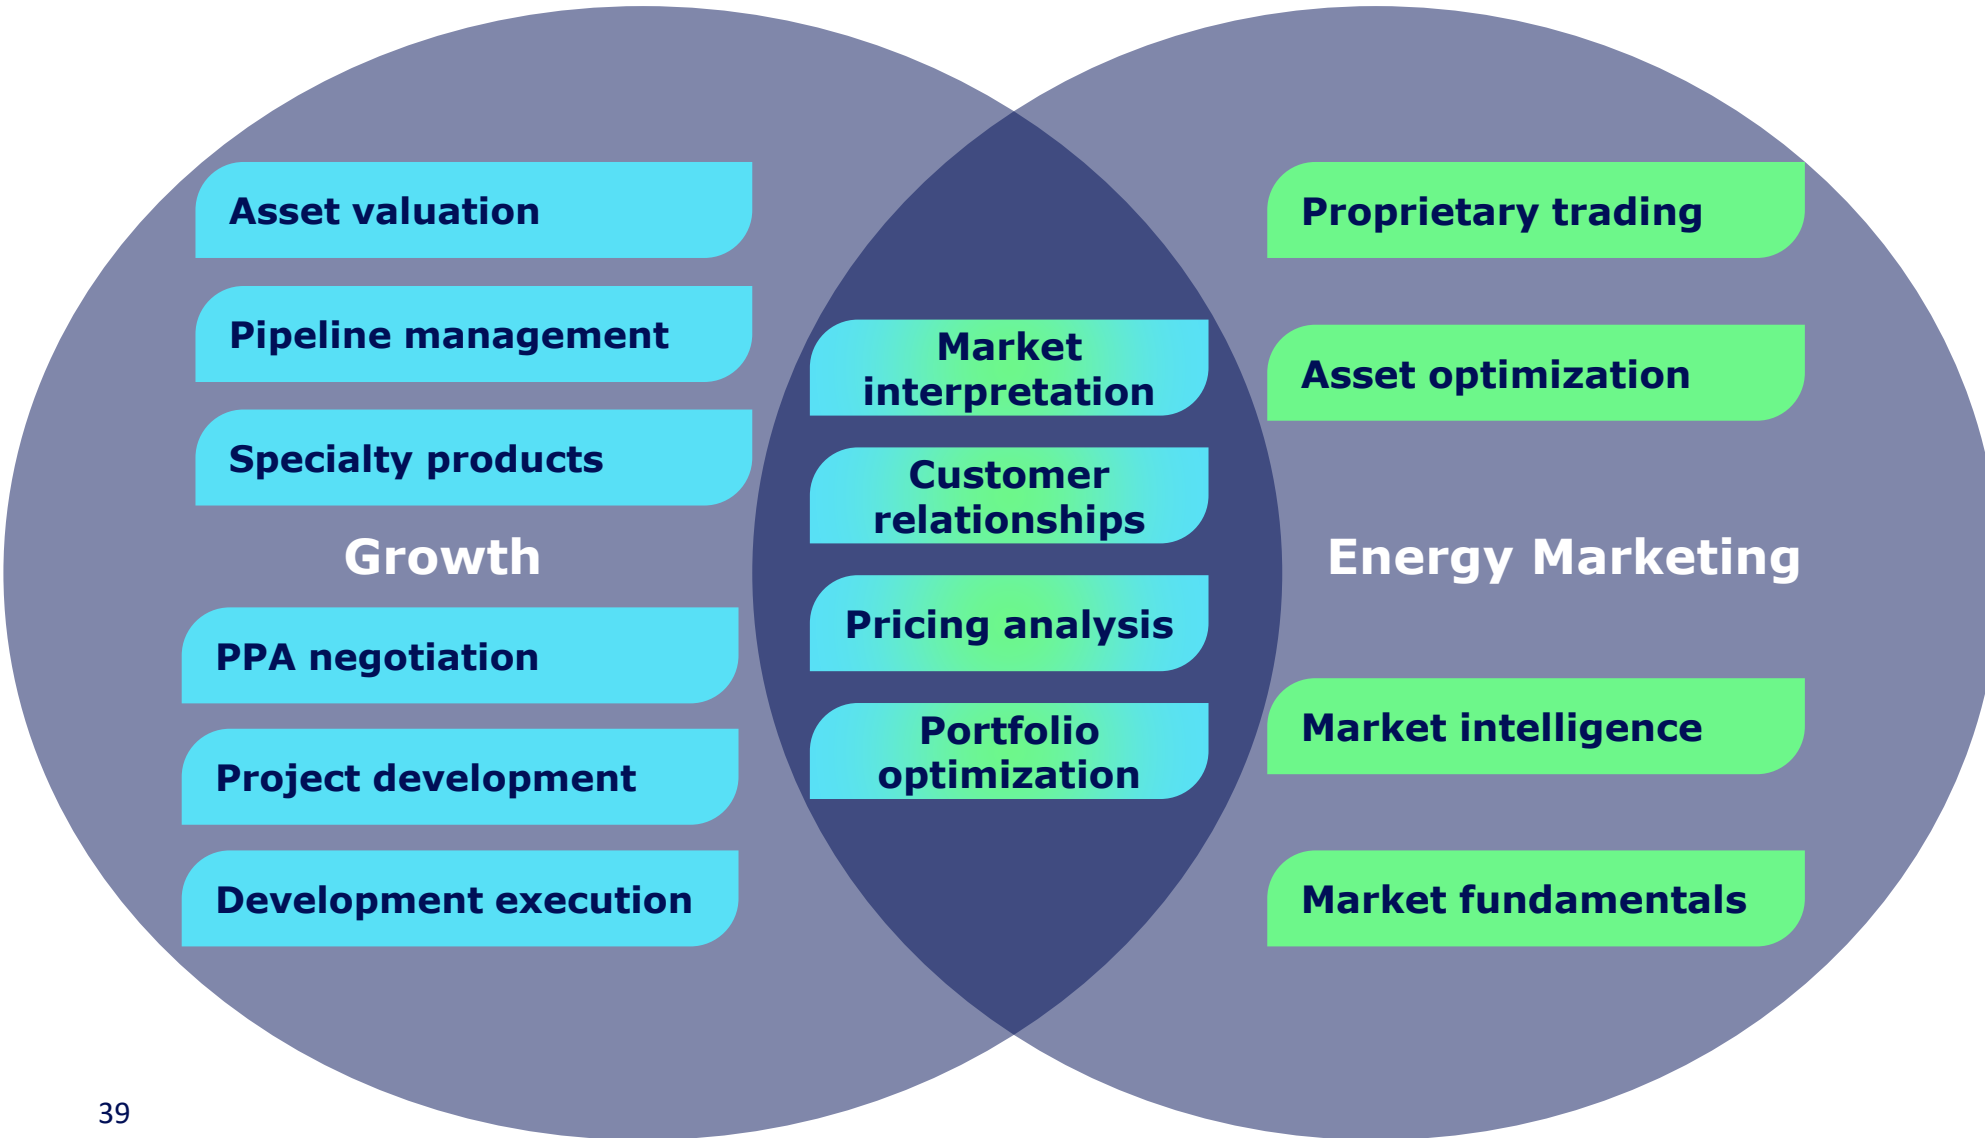 Asset valuation
Pipeline management
Specialty products
Growth
PPA negotiation
Project development
Development execution
Market
interpretation
Customer
relationships
Pricing analysis
Portfolio
optimization
Proprietary trading
Asset optimization
Energy Marketing
Market intelligence
Market fundamentals
39